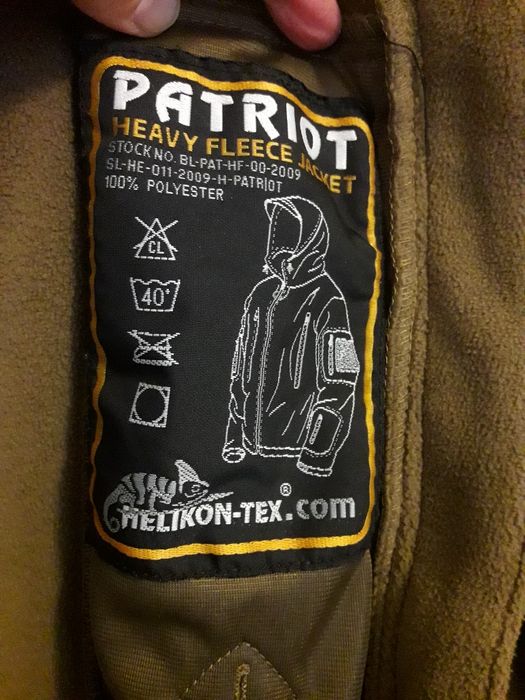 PATRIOT
HEAVY FLEECE JACKET
STOCK NO. BL-PAT-HF-00-2009
SL-HE-011-2009-H-PATRIOT
100% POLYESTER
CL
40°
HELIKON-TEX®.com